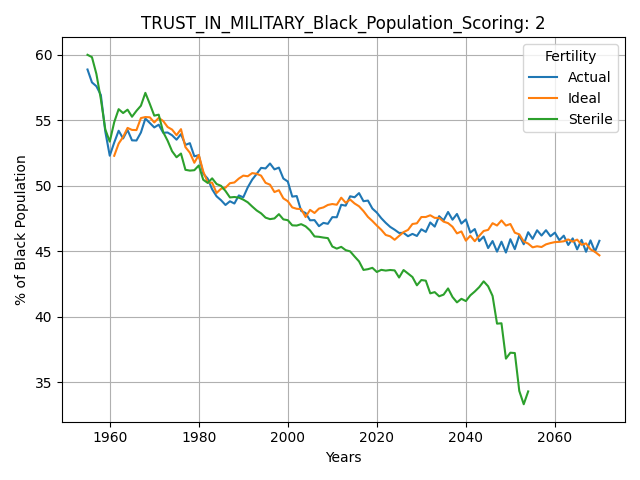 TRUST_IN_MILITARY_Black_Population_Scoring: 2
% of Black Population
60
55
50
45
40
35
Fertility
Actual
Ideal
Sterile
1960 1980 2000 2020 2040 2060
Years